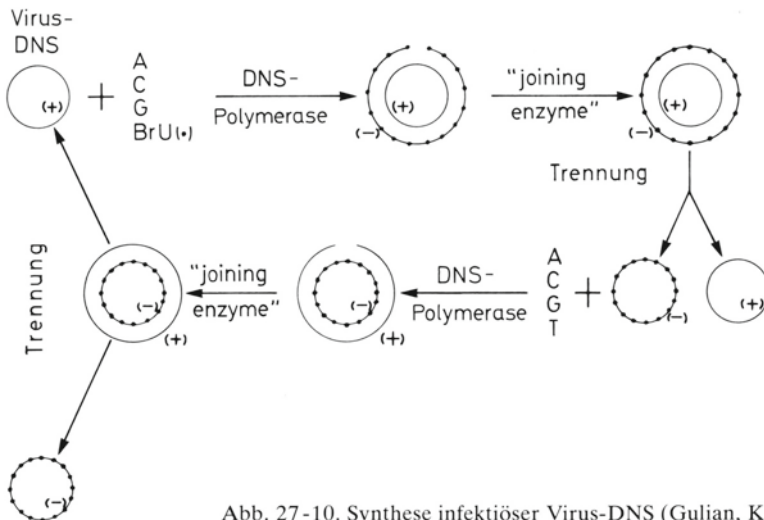 Virus-
DNS
(+)
+
A
C
G
BrU(•)
DNS-
Polymerase
(+)
(-)
"joining
enzyme"
(+)
(-)
Trennung
(-)
(+)
+
A
C
G
T
DNS-
Polymerase
(-)
(+)
"joining
enzyme"
(-)
(+)
Trennung
(-)
Abb. 27-10. Synthese infektiöser Virus-DNS (Gulian, K